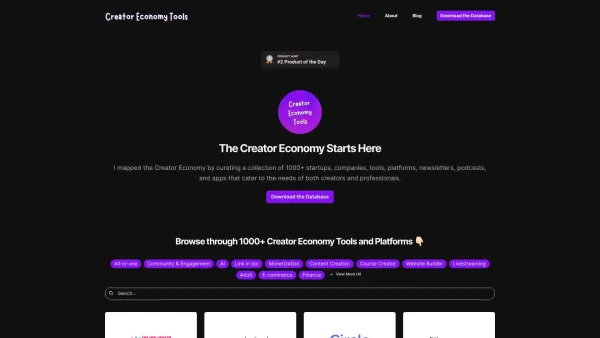 Creator Economy Tools
Home About Blog Download the Database
PRODUCT HUNT
#2 Product of the Day
Creator
Economy
Tools
The Creator Economy Starts Here
I mapped the Creator Economy by curating a collection of 1000+ startups, companies, tools, platforms, newsletters, podcasts,
and apps that cater to the needs of both creators and professionals.
Download the Database
Browse through 1000+ Creator Economy Tools and Platforms 👇🏻
All-in-one Community & Engagement AI Link in bio Monetization Content Creation Course Creator Website Builder Livestreaming
Adult E-commerce Finance + View More (4)
Search...
Circle